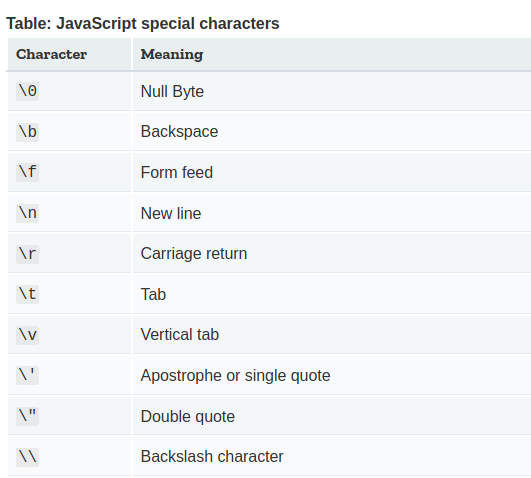 Table: JavaScript special characters
Character Meaning
\0 Null Byte
\b Backspace
\f Form feed
\n New line
\r Carriage return
\t Tab
\v Vertical tab
\' Apostrophe or single quote
\" Double quote
\\ Backslash character